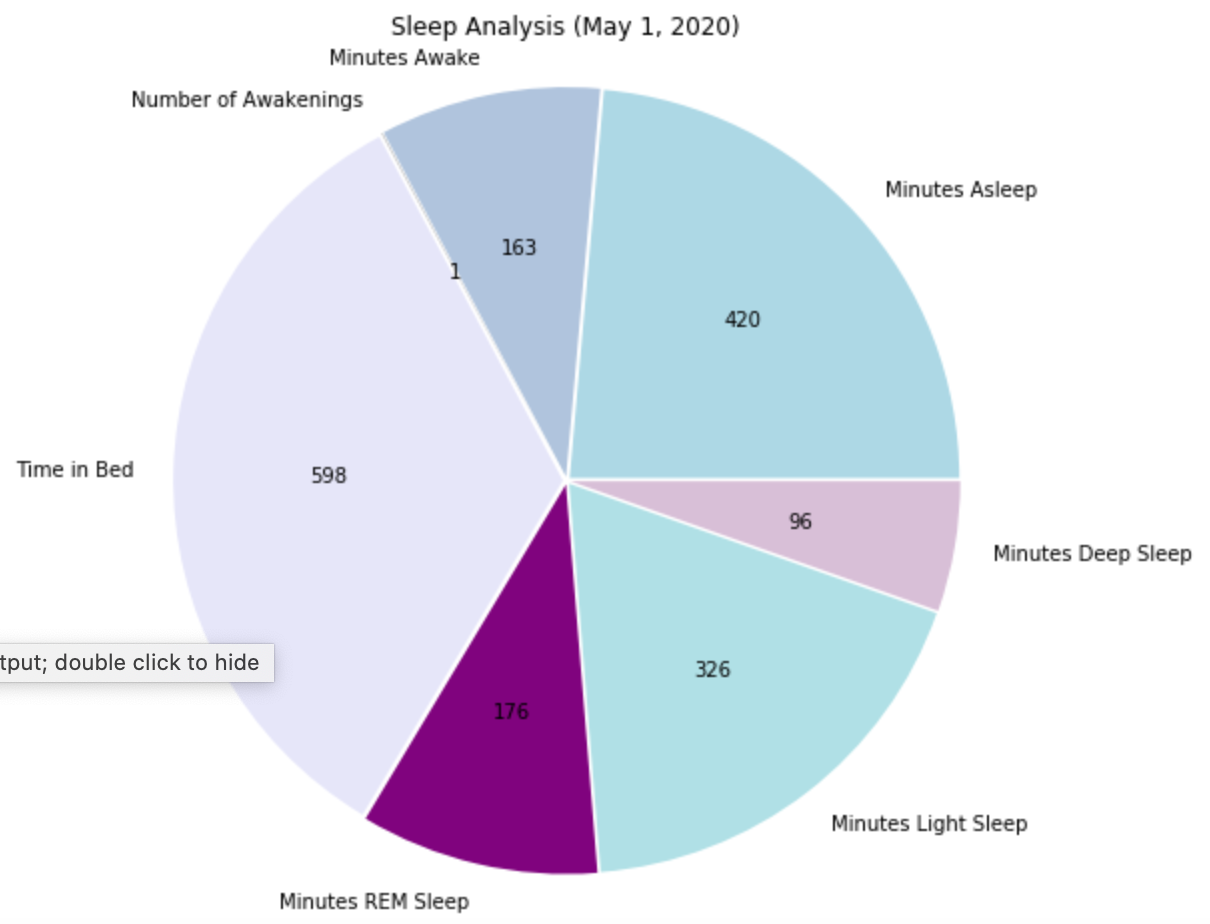 Sleep Analysis (May 1, 2020)
Minutes Awake
Number of Awakenings
Minutes Asleep
163
1
420
Time in Bed
598
96
Minutes Deep Sleep
tput; double click to hide
326
176
Minutes Light Sleep
Minutes REM Sleep